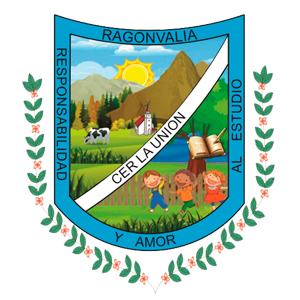 RAGONVALIA
RESPONSABILIDAD
CER LA UNION
AL ESTUDIO
Y AMOR